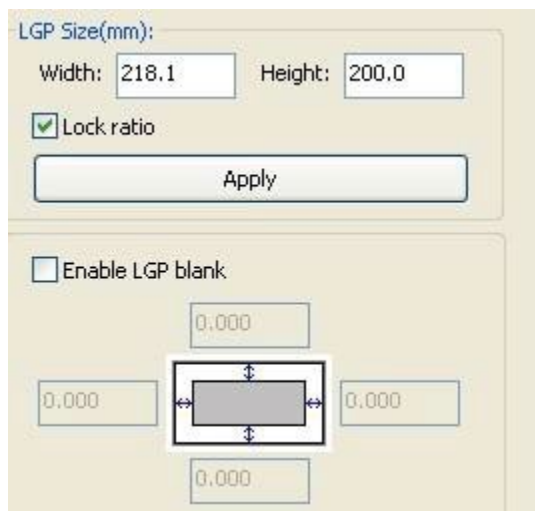 LGP Size(mm):
Width: 218.1 Height: 200.0
Lock ratio
Apply
Enable LGP blank
0.000
0.000 0.000
0.000